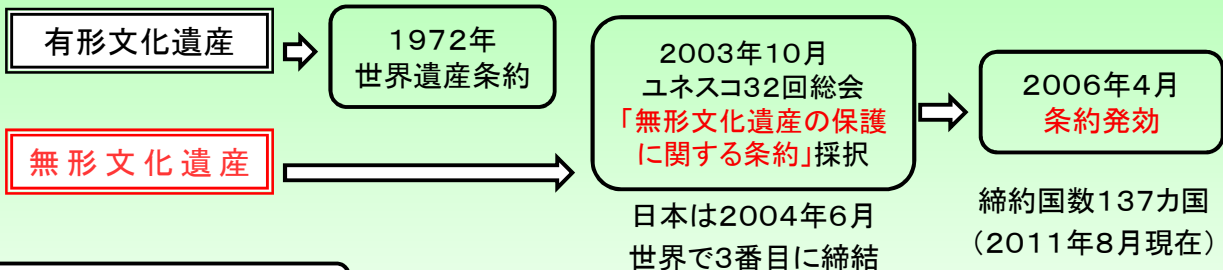 有形文化遺産
1972年
世界遺産条約
2003年10月
ユネスコ32回総会
「無形文化遺産の保護
に関する条約」採択
2006年4月
条約発効
無形文化遺産
日本は2004年6月
世界で3番目に締結
締約国数137カ国
（2011年8月現在）